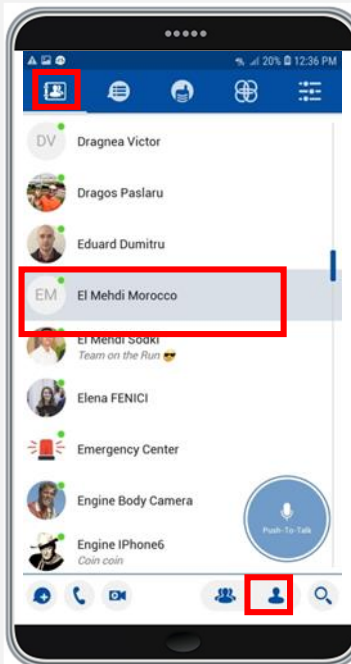 20% 12:36 PM
DV Dragnea Victor
Dragos Paslaru
Eduard Dumitru
EM El Mehdi Morocco
El Mehdi Sodki
Team on the Run 😎
Elena FENICI
Emergency Center
Engine Body Camera
Push-To-Talk
Engine IPhone6
Coin coin